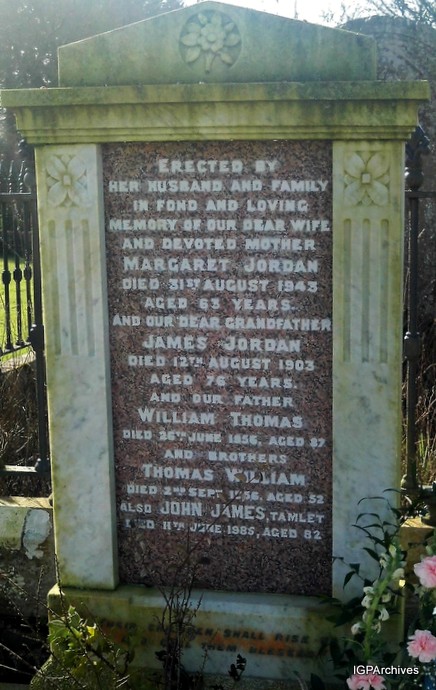 ERECTED BY
HER HUSBAND AND FAMILY
IN FOND AND LOVING
MEMORY OF OUR DEAR WIFE
AND DEVOTED MOTHER
MARGARET JORDAN
DIED 31ST AUGUST 1943
AGED 63 YEARS.
AND OUR DEAR GRANDFATHER
JAMES JORDAN
DIED 12TH AUGUST 1903
AGED 76 YEARS.
AND OUR FATHER
WILLIAM THOMAS
DIED 26TH JUNE 1956, AGED 87
AND BROTHERS
THOMAS WILLIAM
DIED 2ND SEPT 1956, AGED 52
ALSO JOHN JAMES, TAMLET
DIED 11TH JUNE 1985, AGED 82
SHALL RISE
THEM BLESSED
IGPArchives